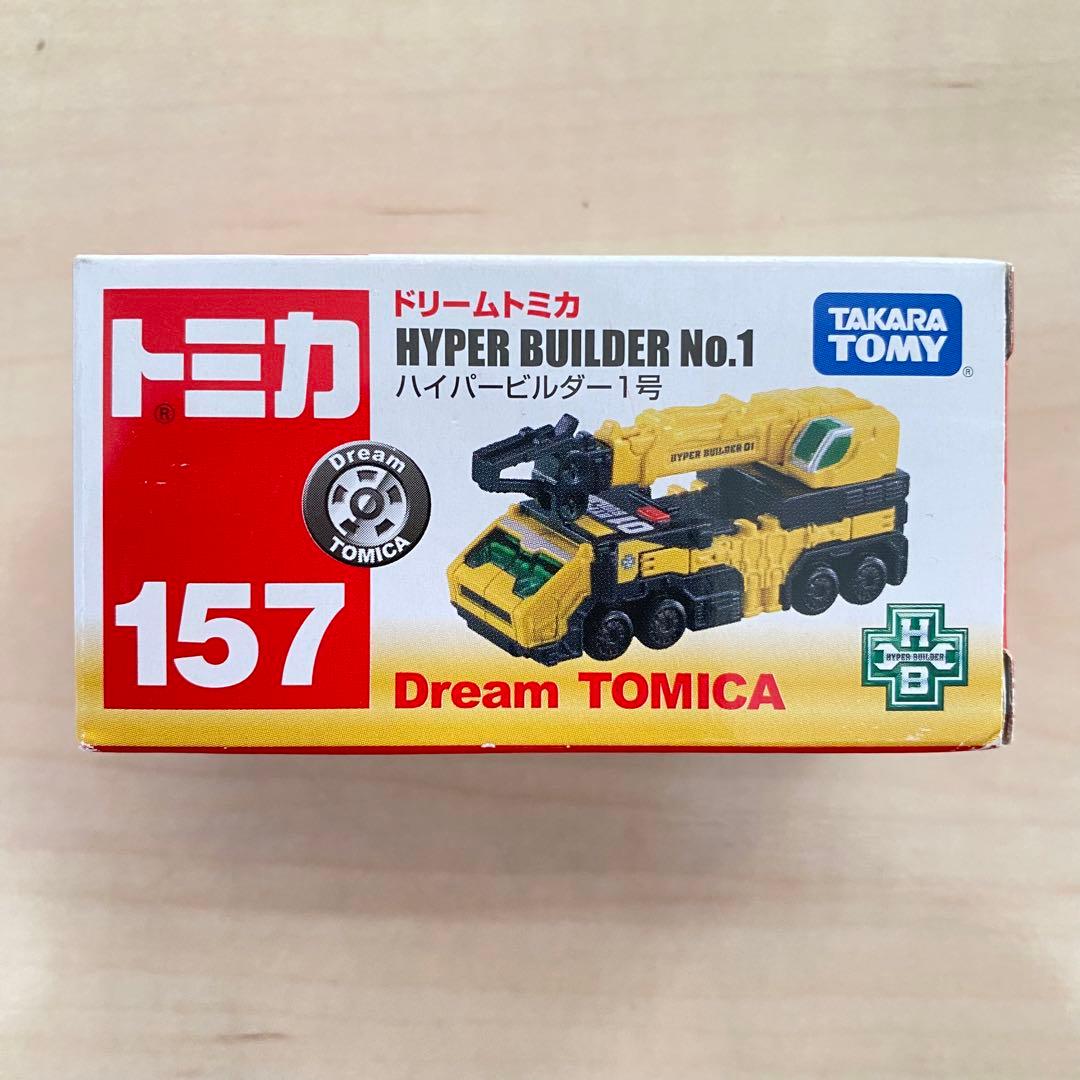 トミカ
®
Dream
TOMICA
157
ドリームトミカ
HYPER BUILDER No.1
ハイパービルダー1号
TAKARA
TOMY
®
HYPER BUILDER 01
01
Dream TOMICA
H
HYPER BUILDER
B